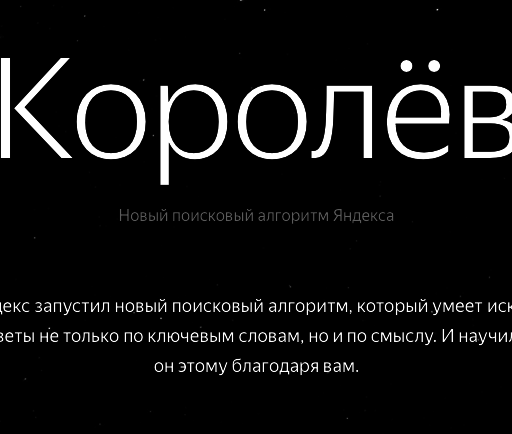 Королёв
Новый поисковый алгоритм Яндекса
декс запустил новый поисковый алгоритм, который умеет иск
веты не только по ключевым словам, но и по смыслу. И научил
он этому благодаря вам.